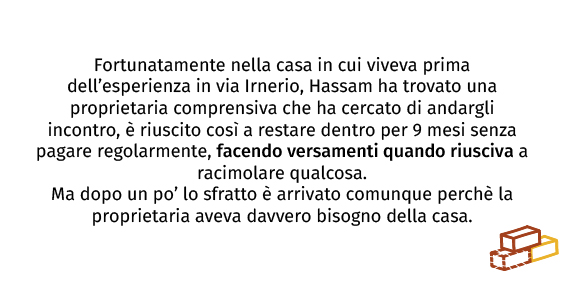 Fortunatamente nella casa in cui viveva prima
dell’esperienza in via Irnerio, Hassam ha trovato una
proprietaria comprensiva che ha cercato di andargli
incontro, è riuscito così a restare dentro per 9 mesi senza
pagare regolarmente, facendo versamenti quando riusciva a
racimolare qualcosa.
Ma dopo un po’ lo sfratto è arrivato comunque perchè la
proprietaria aveva davvero bisogno della casa.